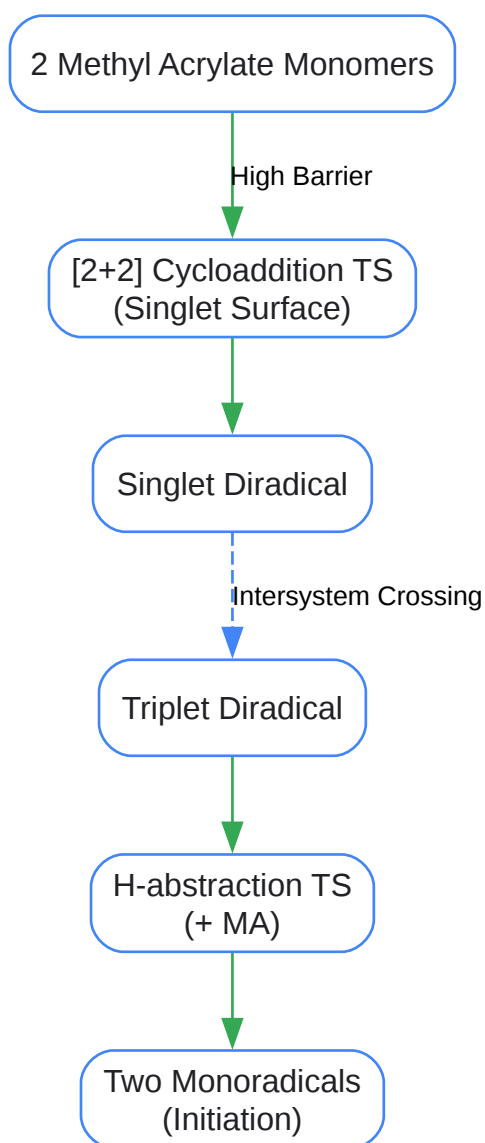 2 Methyl Acrylate Monomers
High Barrier
[2+2] Cycloaddition TS
(Singlet Surface)
Singlet Diradical
Intersystem Crossing
Triplet Diradical
H-abstraction TS
(+ MA)
Two Monoradicals
(Initiation)